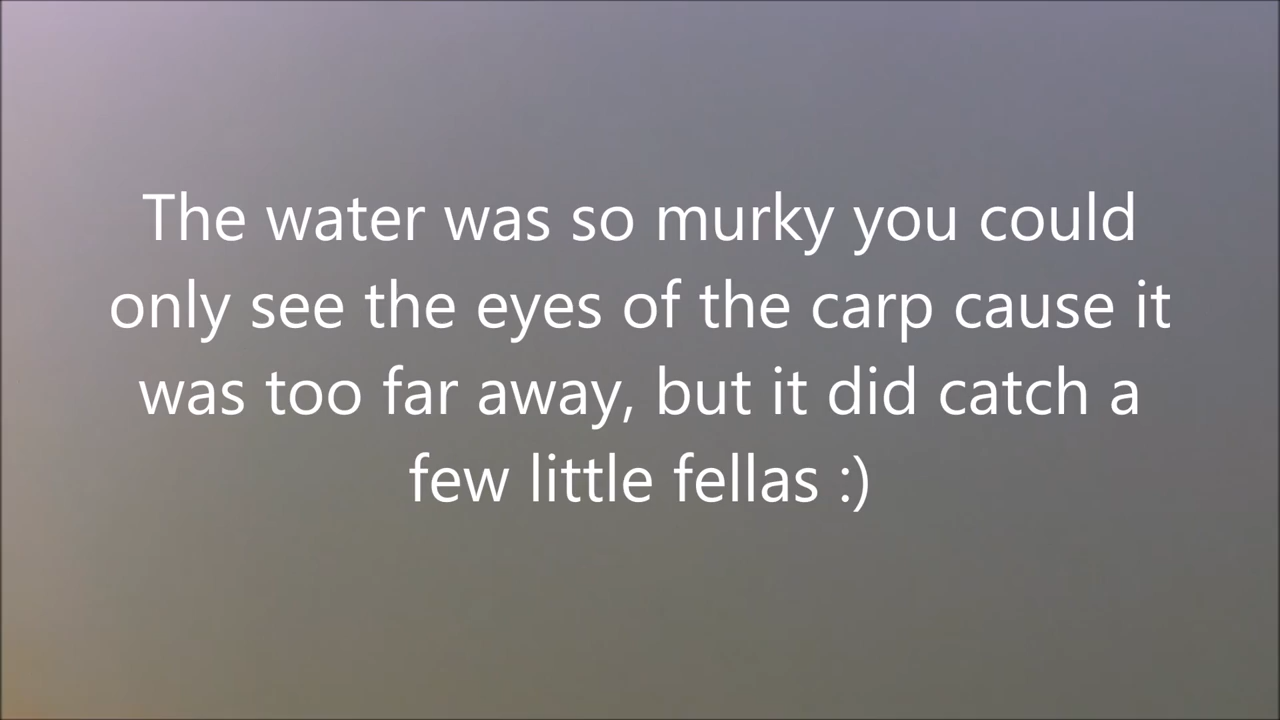 The water was so murky you could
only see the eyes of the carp cause it
was too far away, but it did catch a
few little fellas :)